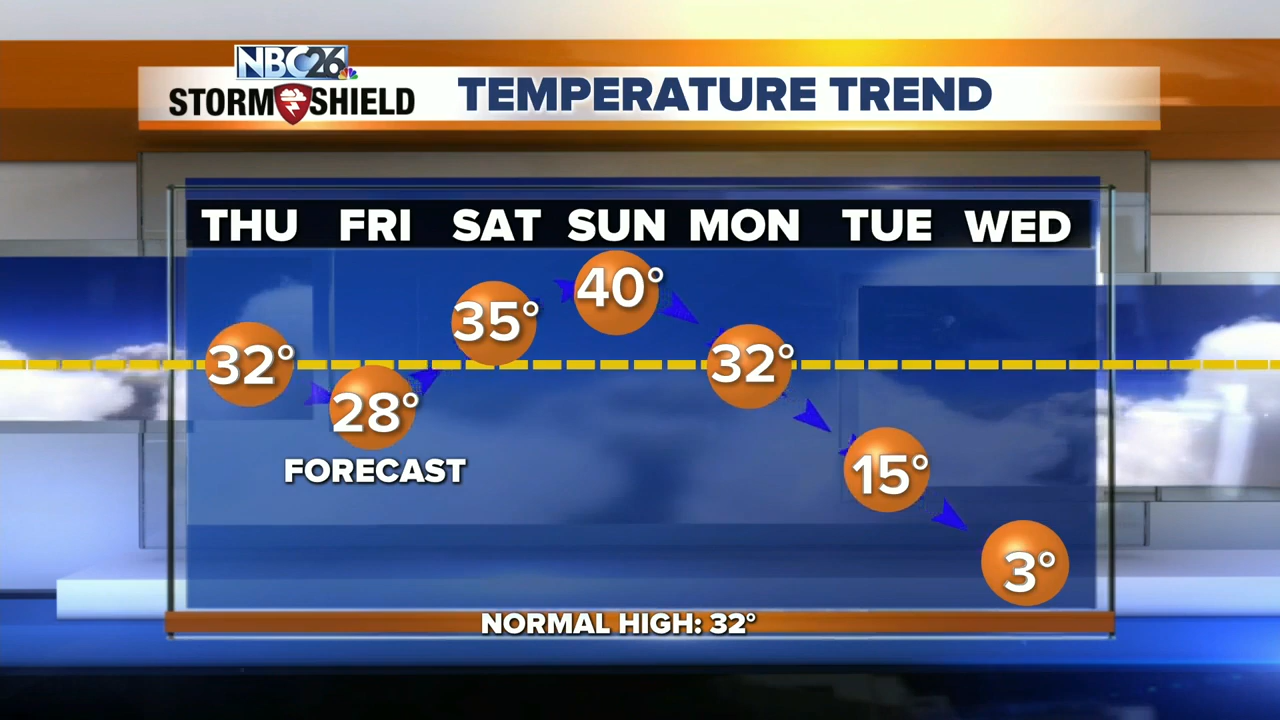 NBC26
STORM SHIELD
TEMPERATURE TREND
THU FRI SAT SUN MON TUE WED
32° 28° 35° 40° 32° 15° 3°
FORECAST
NORMAL HIGH: 32°